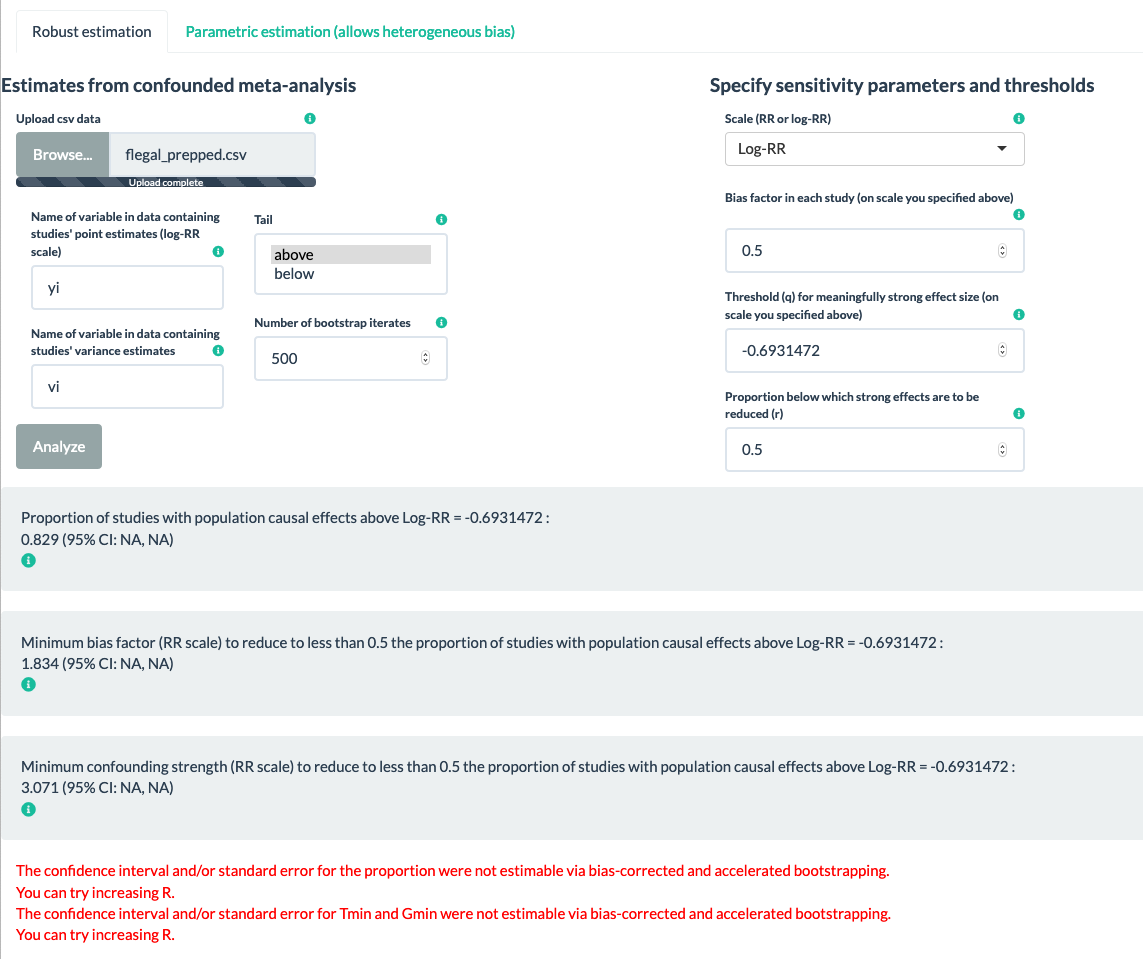 Robust estimation
Parametric estimation (allows heterogeneous bias)
Estimates from confounded meta-analysis
Upload csv data
Browse...
flegal_prepped.csv
Upload complete
Name of variable in data containing
studies' point estimates (log-RR
scale)
yi
Name of variable in data containing
studies' variance estimates
vi
Tail
above
below
Number of bootstrap iterates
500
Analyze
Specify sensitivity parameters and thresholds
Scale (RR or log-RR)
Log-RR
Bias factor in each study (on scale you specified above)
0.5
Threshold (q) for meaningfully strong effect size (on
scale you specified above)
-0.6931472
Proportion below which strong effects are to be
reduced (r)
0.5
Proportion of studies with population causal effects above Log-RR = -0.6931472 :
0.829 (95% CI: NA, NA)
Minimum bias factor (RR scale) to reduce to less than 0.5 the proportion of studies with population causal effects above Log-RR = -0.6931472 :
1.834 (95% CI: NA, NA)
Minimum confounding strength (RR scale) to reduce to less than 0.5 the proportion of studies with population causal effects above Log-RR = -0.6931472 :
3.071 (95% CI: NA, NA)
The confidence interval and/or standard error for the proportion were not estimable via bias-corrected and accelerated bootstrapping.
You can try increasing R.
The confidence interval and/or standard error for Tmin and Gmin were not estimable via bias-corrected and accelerated bootstrapping.
You can try increasing R.